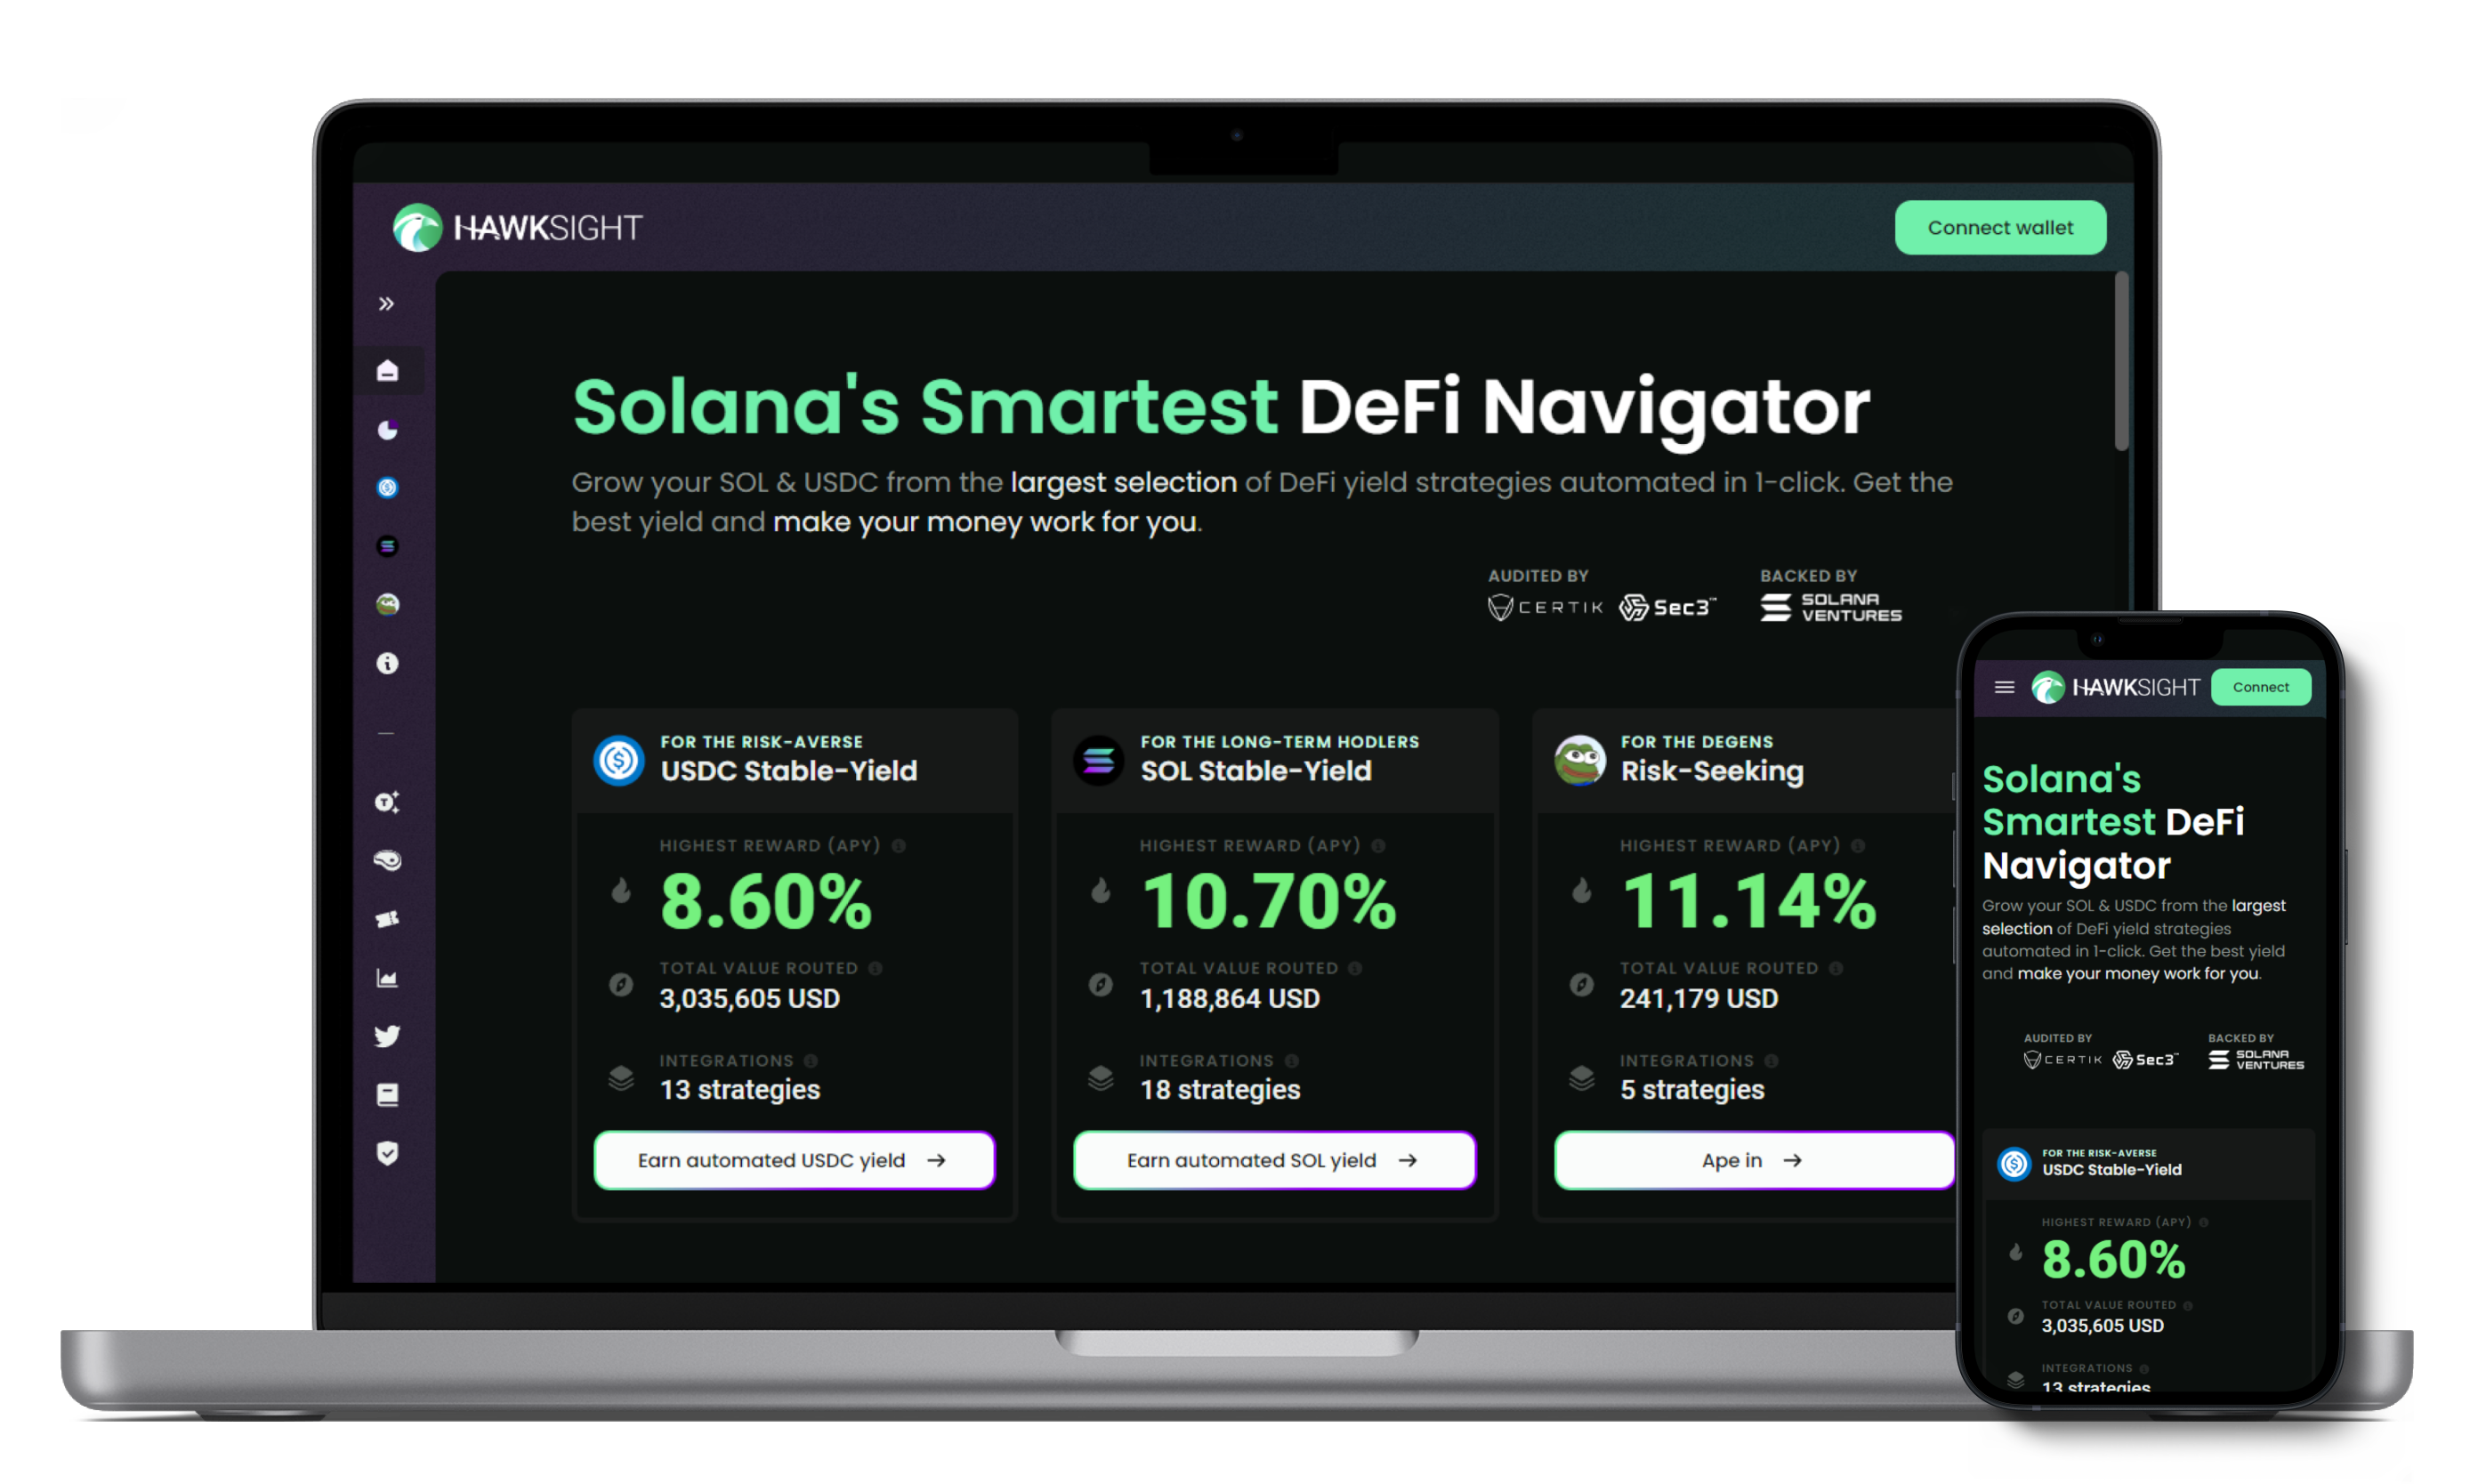 HAWKSIGHT
Connect wallet
Solana's Smartest DeFi Navigator
Grow your SOL & USDC from the largest selection of DeFi yield strategies automated in 1-click. Get the
best yield and make your money work for you.
AUDITED BY
CERTIK Sec3™
BACKED BY
SOLANA
VENTURES
FOR THE RISK-AVERSE
USDC Stable-Yield
HIGHEST REWARD (APY)
8.60%
TOTAL VALUE ROUTED
3,035,605 USD
INTEGRATIONS
13 strategies
Earn automated USDC yield →
FOR THE LONG-TERM HODLERS
SOL Stable-Yield
HIGHEST REWARD (APY)
10.70%
TOTAL VALUE ROUTED
1,188,864 USD
INTEGRATIONS
18 strategies
Earn automated SOL yield →
FOR THE DEGENS
Risk-Seeking
HIGHEST REWARD (APY)
11.14%
TOTAL VALUE ROUTED
241,179 USD
INTEGRATIONS
5 strategies
Ape in →
HAWKSIGHT
Connect
Solana's
Smartest DeFi
Navigator
Grow your SOL & USDC from the largest
selection of DeFi yield strategies
automated in 1-click. Get the best yield
and make your money work for you.
AUDITED BY
CERTIK Sec3™
BACKED BY
SOLANA
VENTURES
FOR THE RISK-AVERSE
USDC Stable-Yield
HIGHEST REWARD (APY)
8.60%
TOTAL VALUE ROUTED
3,035,605 USD
INTEGRATIONS
13 strategies